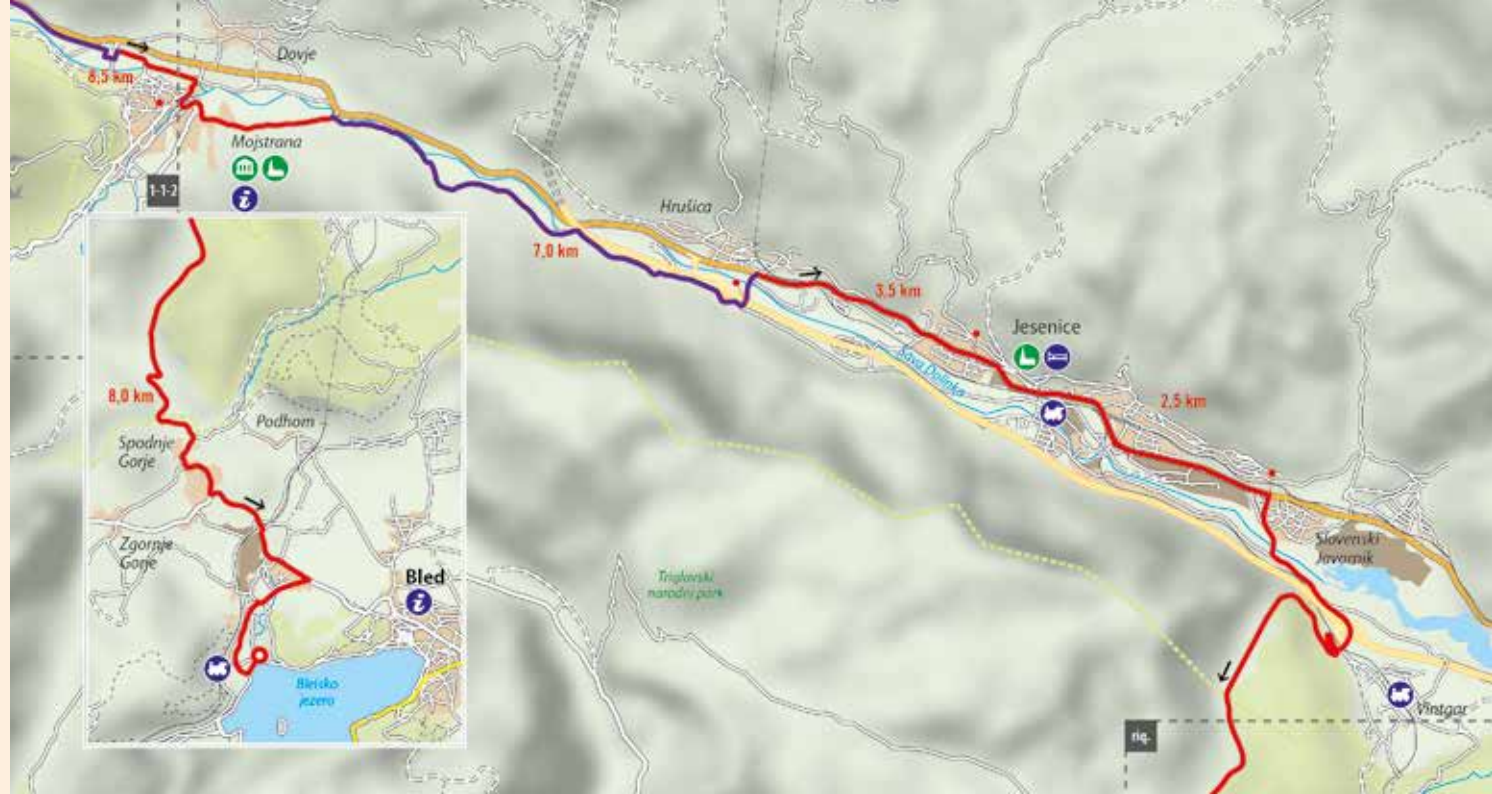 Dovje
8,5 km
Mojstrana
1-1-2
Hrušica
7,0 km
3,5 km
Jesenice
Sava Dolinka
2,5 km
8,0 km
Podhom
Spodnje
Gorje
Zgornje
Gorje
Bled
Blejsko
jezero
Triglavski
narodni park
Slovenski
Javornik
Vintgar
riq.